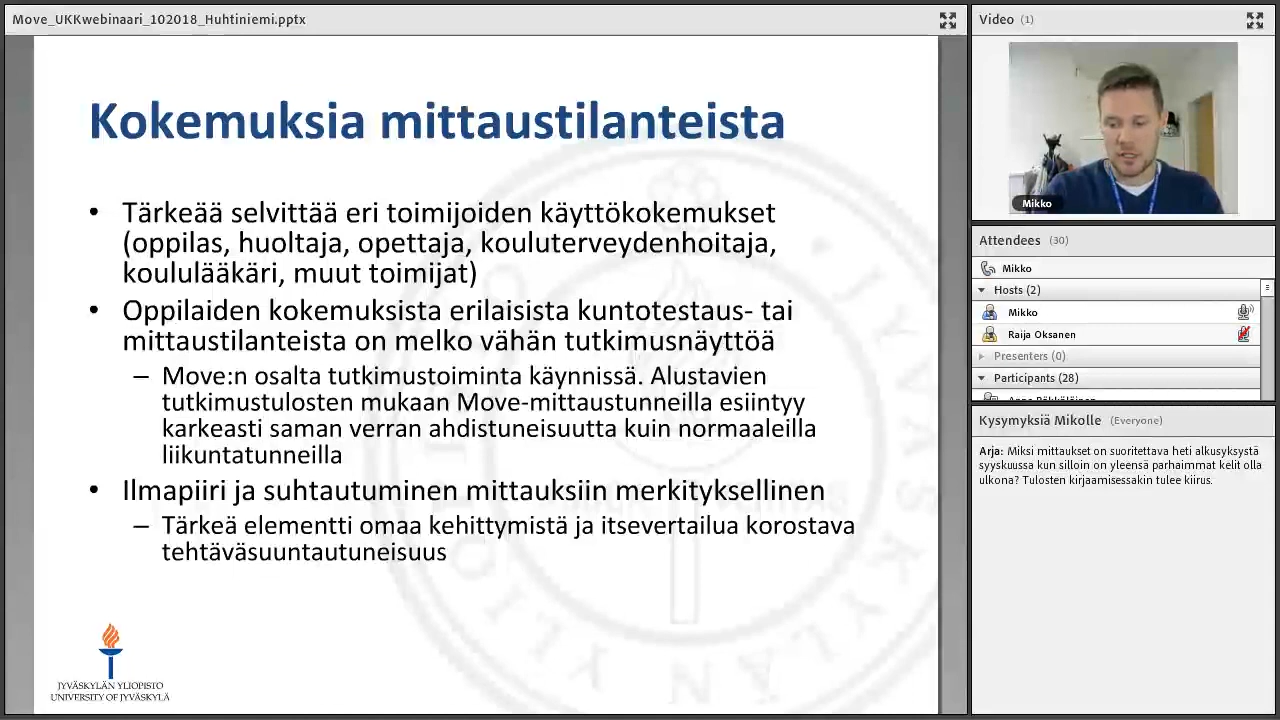 Move_UKKwebinaari_102018_Huhtiniemi.pptx
Kokemuksia mittaustilanteista
• Tärkeää selvittää eri toimijoiden käyttökokemukset
(oppilas, huoltaja, opettaja, kouluterveydenhoitaja,
koululääkäri, muut toimijat)
• Oppilaiden kokemuksista erilaisista kuntotestaus- tai
mittaustilanteista on melko vähän tutkimusnäyttöä
– Move:n osalta tutkimustoiminta käynnissä. Alustavien
tutkimustulosten mukaan Move-mittaustunneilla esiintyy
karkeasti saman verran ahdistuneisuutta kuin normaaleilla
liikuntatunneilla
• Ilmapiiri ja suhtautuminen mittauksiin merkityksellinen
– Tärkeä elementti omaa kehittymistä ja itsevertailua korostava
tehtäväsuuntautuneisuus
JYVÄSKYLÄN YLIOPISTO
UNIVERSITY OF JYVÄSKYLÄ
Video (1)
Mikko
Attendees (30)
Mikko
Hosts (2)
Mikko
Raija Oksanen
Presenters (0)
Participants (28)
Kysymyksiä Mikolle (Everyone)
Arja: Miksi mittaukset on suoritettava heti alkusyksystä
syyskuussa kun silloin on yleensä parhaimmat kelit olla
ulkona? Tulosten kirjaamisessakin tulee kiirus.